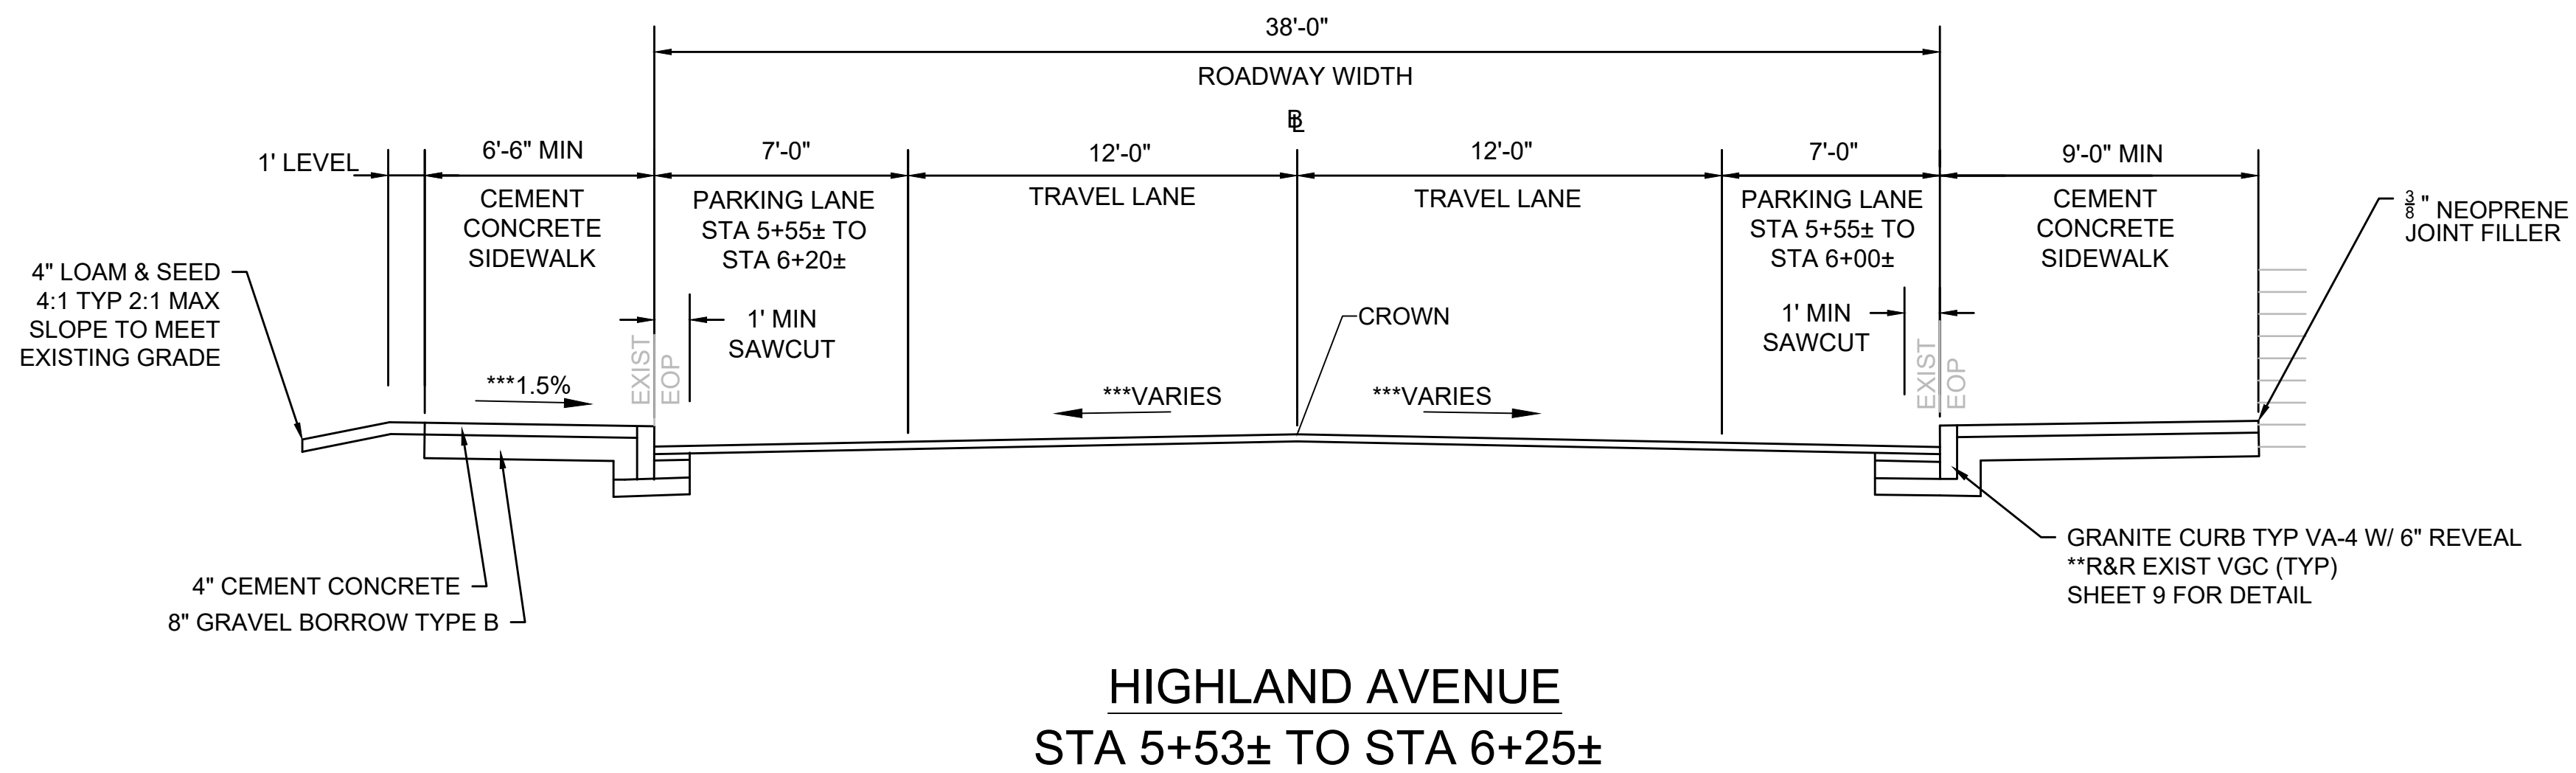 38'-0"
ROADWAY WIDTH
BL
1' LEVEL
6'-6" MIN
7'-0"
12'-0"
12'-0"
7'-0"
9'-0" MIN
CEMENT
CONCRETE
SIDEWALK
PARKING LANE
STA 5+55± TO
STA 6+20±
TRAVEL LANE
TRAVEL LANE
PARKING LANE
STA 5+55± TO
STA 6+00±
CEMENT
CONCRETE
SIDEWALK
3/8" NEOPRENE
JOINT FILLER
4" LOAM & SEED
4:1 TYP 2:1 MAX
SLOPE TO MEET
EXISTING GRADE
1' MIN
SAWCUT
CROWN
1' MIN
SAWCUT
EXIST
EOP
EXIST
EOP
***1.5%
***VARIES
***VARIES
4" CEMENT CONCRETE
8" GRAVEL BORROW TYPE B
GRANITE CURB TYP VA-4 W/ 6" REVEAL
**R&R EXIST VGC (TYP)
SHEET 9 FOR DETAIL
HIGHLAND AVENUE
STA 5+53± TO STA 6+25±